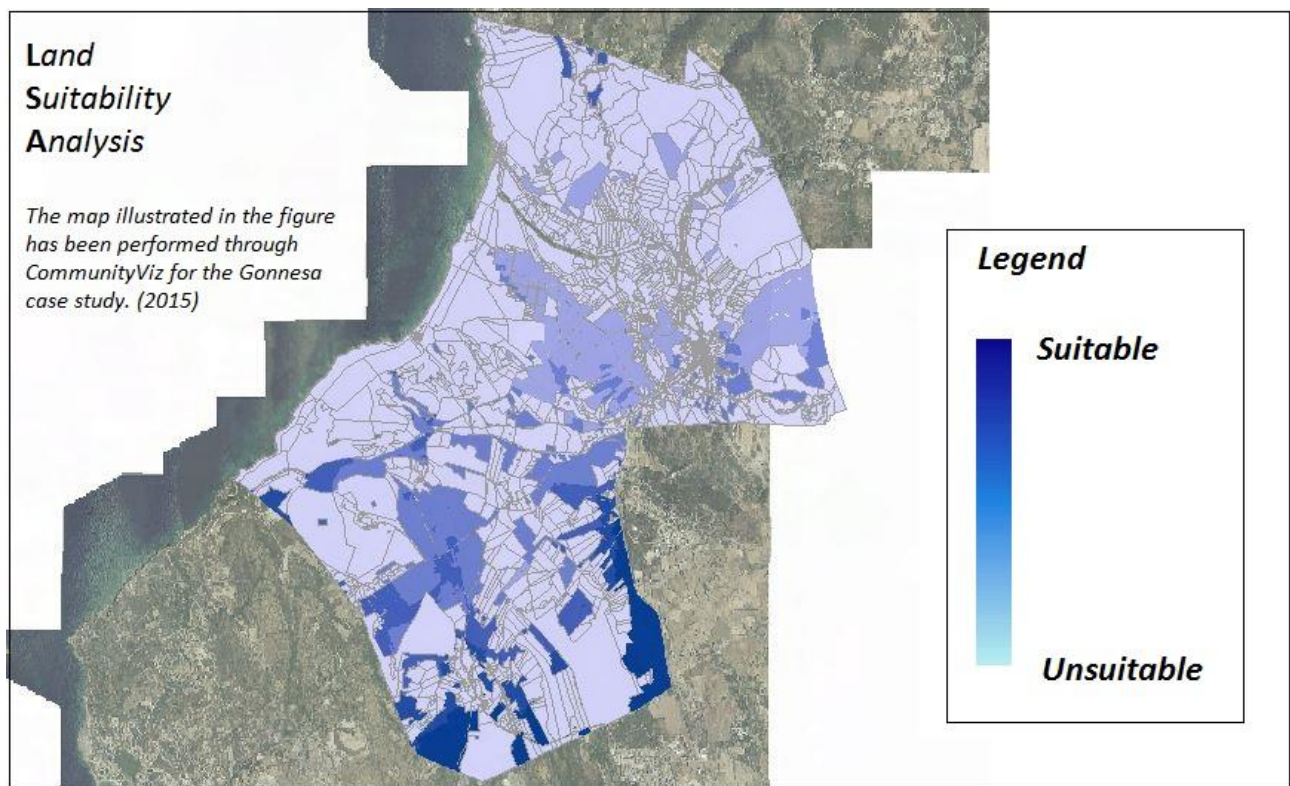 Land
Suitability
Analysis
The map illustrated in the figure
has been performed through
CommunityViz for the Gonnesa
case study. (2015)
Legend
Suitable
Unsuitable